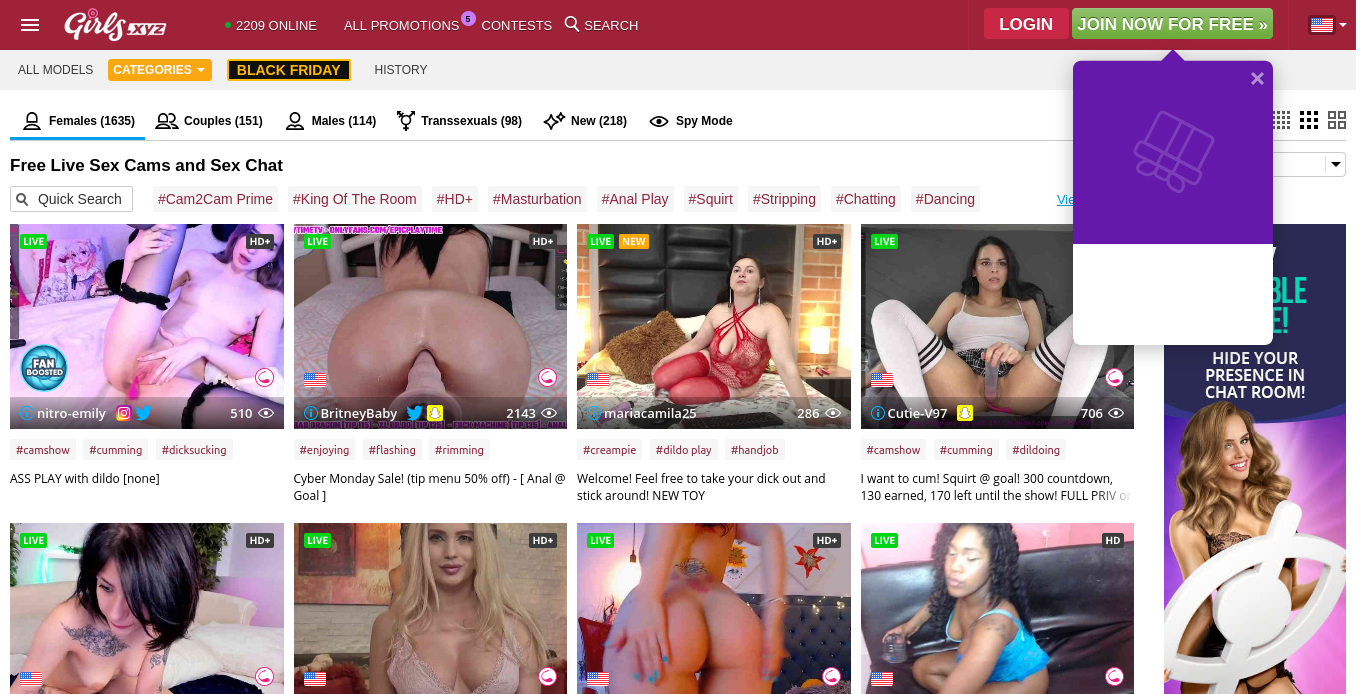 Girls XYZ
2209 ONLINE
ALL PROMOTIONS 5
CONTESTS
SEARCH
LOGIN
JOIN NOW FOR FREE »
ALL MODELS
CATEGORIES
BLACK FRIDAY
HISTORY
Females (1635)
Couples (151)
Males (114)
Transsexuals (98)
New (218)
Spy Mode
Free Live Sex Cams and Sex Chat
Quick Search
#Cam2Cam Prime
#King Of The Room
#HD+
#Masturbation
#Anal Play
#Squirt
#Stripping
#Chatting
#Dancing
LIVE HD+
FAN BOOSTED
nitro-emily 510
#camshow #cumming #dicksucking
ASS PLAY with dildo [none]
YTIMETV - ONLYFANS.COM/EPICPLAYTIME
LIVE HD+
BritneyBaby 2143
#enjoying #flashing #rimming
Cyber Monday Sale! (tip menu 50% off) - [ Anal @
Goal ]
LIVE NEW HD+
mariacamila25 286
#creampie #dildo play #handjob
Welcome! Feel free to take your dick out and
stick around! NEW TOY
LIVE
Cutie-V97 706
#camshow #cumming #dildoing
I want to cum! Squirt @ goal! 300 countdown,
130 earned, 170 left until the show! FULL PRIV on
HIDE YOUR
PRESENCE IN
CHAT ROOM!
LIVE HD+
LIVE HD+
LIVE HD+
LIVE HD